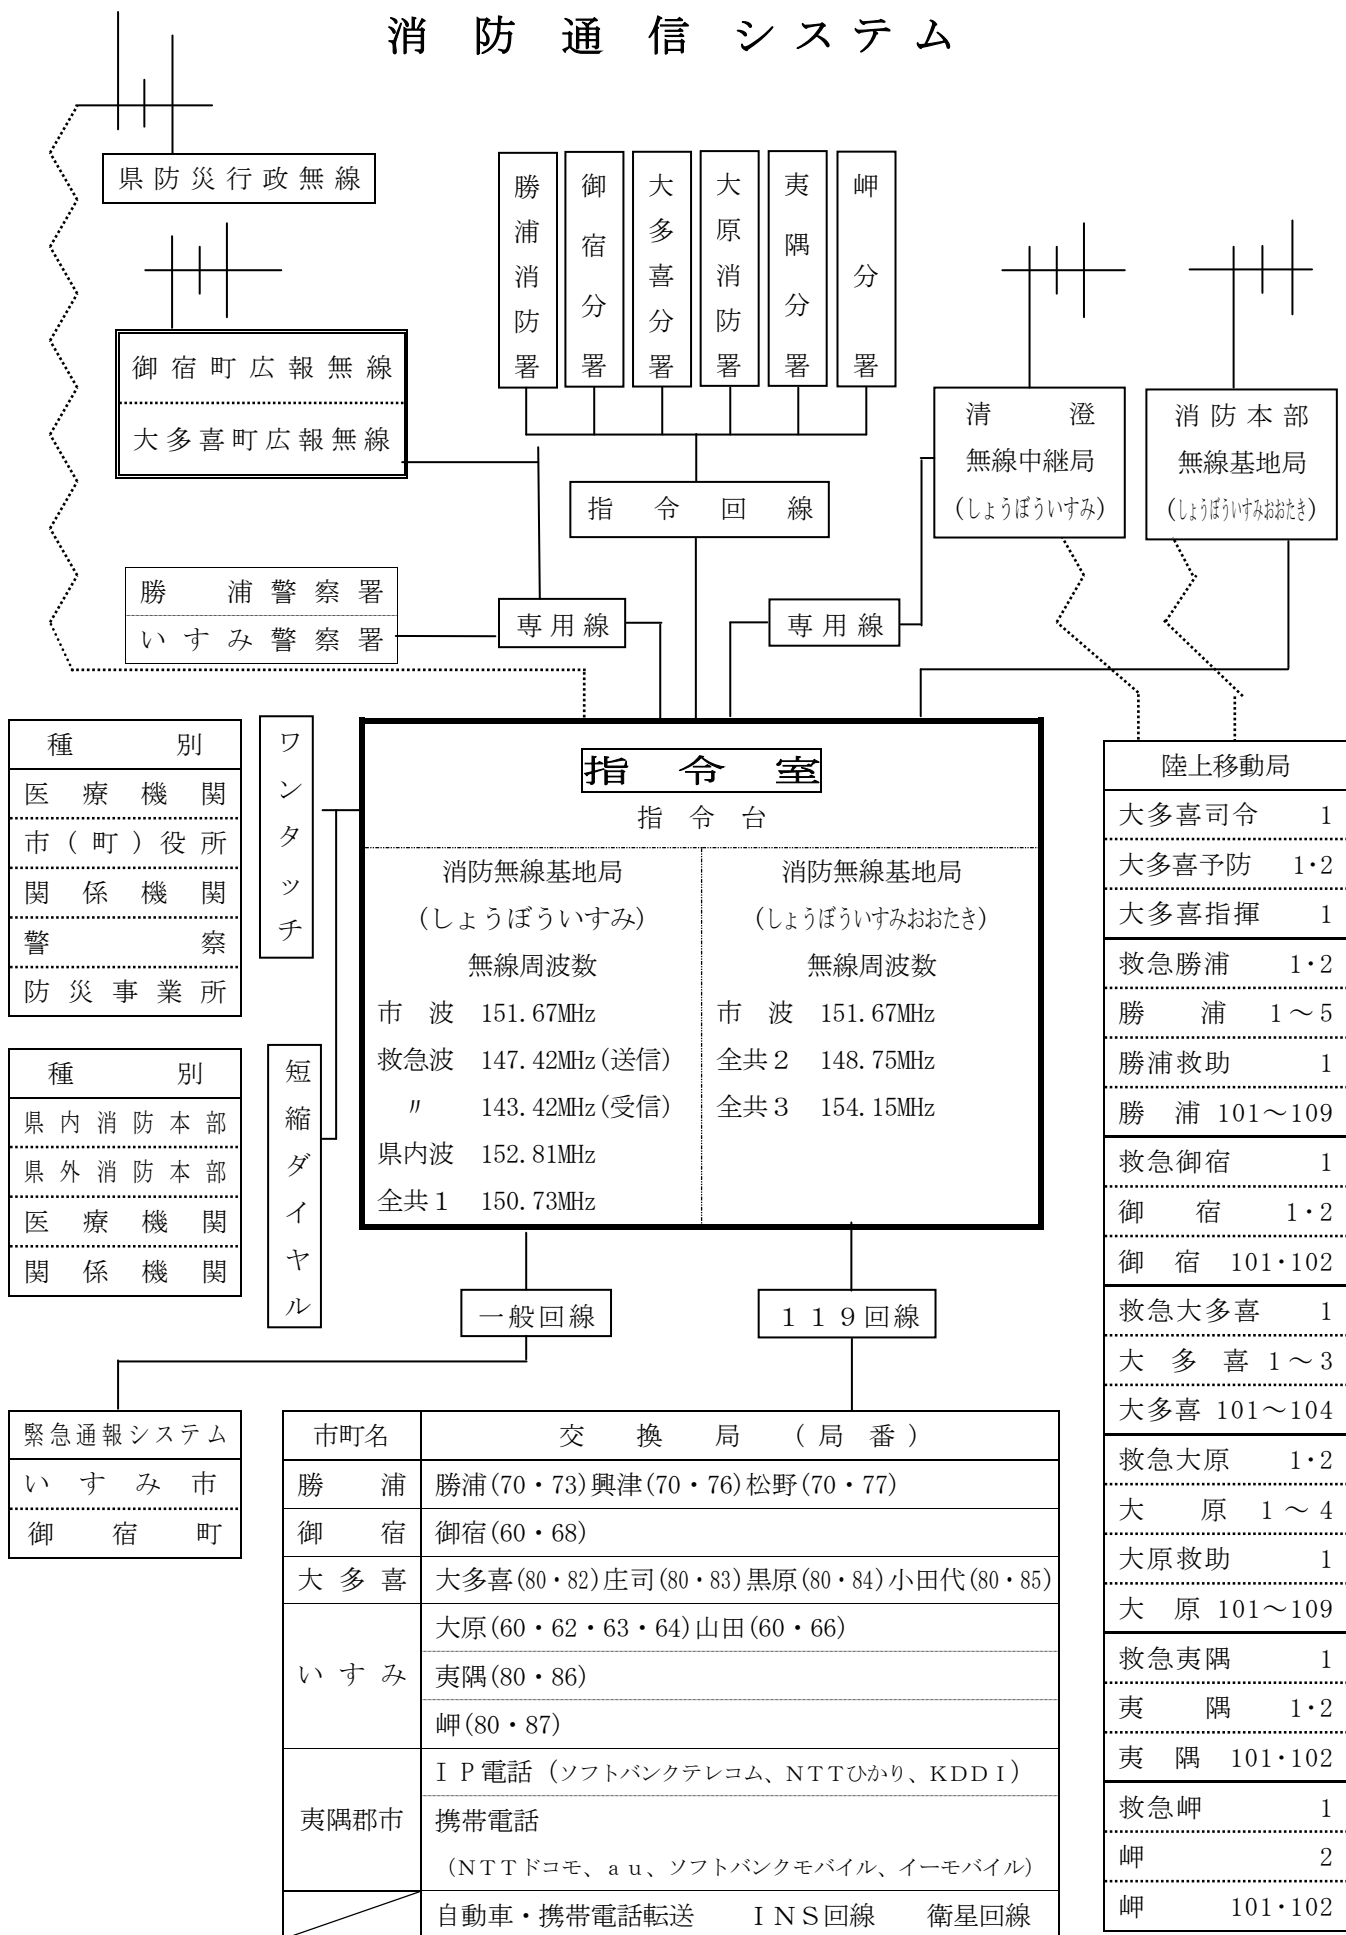 消防通信システム
県防災行政無線
御宿町広報無線
大多喜町広報無線
勝浦消防署
御宿分署
大多喜分署
大原消防署
夷隅分署
岬分署
清澄
無線中継局
(しょうぼういすみ)
消防本部
無線基地局
(しょうぼういすみおおたき)
指令回線
勝浦警察署
いすみ警察署
専用線
専用線
種別
医療機関
市(町)役所
関係機関
警察
防災事業所
ワンタッチ
種別
県内消防本部
県外消防本部
医療機関
関係機関
短縮ダイヤル
指令室
指令台
消防無線基地局
(しょうぼういすみ)
無線周波数
市波 151.67MHz
救急波 147.42MHz(送信)
〃 143.42MHz(受信)
県内波 152.81MHz
全共1 150.73MHz
消防無線基地局
(しょうぼういすみおおたき)
無線周波数
市波 151.67MHz
全共2 148.75MHz
全共3 154.15MHz
一般回線
119回線
緊急通報システム
いすみ市
御宿町
市町名 交換局(局番)
勝浦 勝浦(70・73)興津(70・76)松野(70・77)
御宿 御宿(60・68)
大多喜 大多喜(80・82)庄司(80・83)黒原(80・84)小田代(80・85)
いすみ 大原(60・62・63・64)山田(60・66)
夷隅(80・86)
岬(80・87)
夷隅郡市 IP電話(ソフトバンクテレコム、NTTひかり、KDDI)
携帯電話
(NTTドコモ、au、ソフトバンクモバイル、イーモバイル)
自動車・携帯電話転送 INS回線 衛星回線
陸上移動局
大多喜司令 1
大多喜予防 1・2
大多喜指揮 1
救急勝浦 1・2
勝浦 1～5
勝浦救助 1
勝浦 101～109
救急御宿 1
御宿 1・2
御宿 101・102
救急大多喜 1
大多喜 1～3
大多喜 101～104
救急大原 1・2
大原 1～4
大原救助 1
大原 101～109
救急夷隅 1
夷隅 1・2
夷隅 101・102
救急岬 1
岬 2
岬 101・102